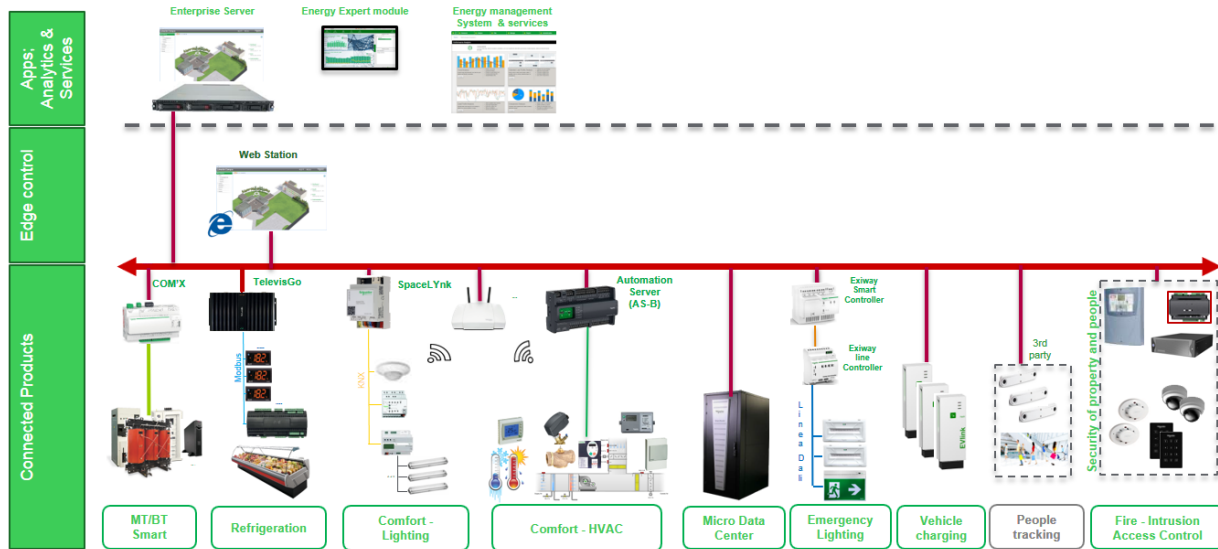 Apps;
Analytics &
Services
Enterprise Server
Energy Expert module
Energy management
System & services
Edge control
Web Station
Connected Products
COM'X
TelevisGo
Modbus
182
182
182
....
SpaceLYnk
KNX
...
Automation
Server
(AS-B)
....
Exiway
Smart
Controller
Exiway
line
Controller
Linea Dali
EVlink
3rd
party
...
Security of property and people
MT/BT
Smart
Refrigeration
Comfort -
Lighting
Comfort - HVAC
Micro Data
Center
Emergency
Lighting
Vehicle
charging
People
tracking
Fire - Intrusion
Access Control